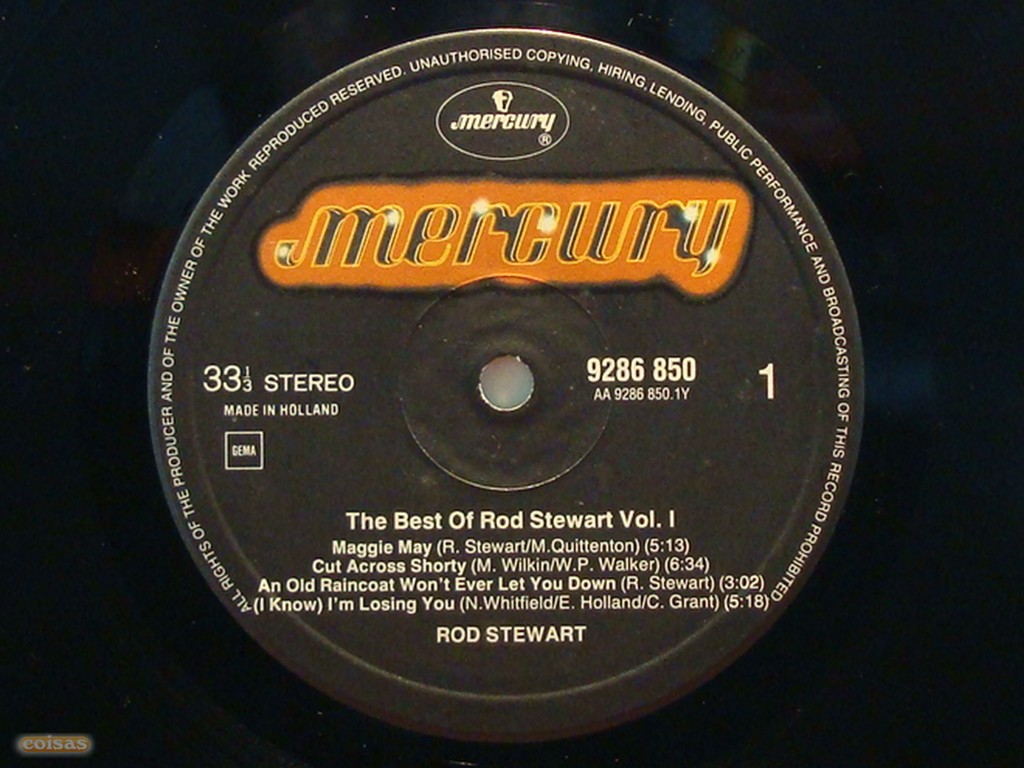 ALL RIGHTS OF THE PRODUCER AND OF THE OWNER OF THE WORK REPRODUCED RESERVED. UNAUTHORISED COPYING, HIRING, LENDING, PUBLIC PERFORMANCE AND BROADCASTING OF THIS RECORD PROHIBITED
mercury ®
mercury
33 1/3 STEREO
MADE IN HOLLAND
GEMA
9286 850
AA 9286 850.1Y
1
The Best Of Rod Stewart Vol. I
Maggie May (R. Stewart/M.Quittenton) (5:13)
Cut Across Shorty (M. Wilkin/W.P. Walker) (6:34)
An Old Raincoat Won't Ever Let You Down (R. Stewart) (3:02)
(I Know) I'm Losing You (N.Whitfield/E. Holland/C. Grant) (5:18)
ROD STEWART
coisas